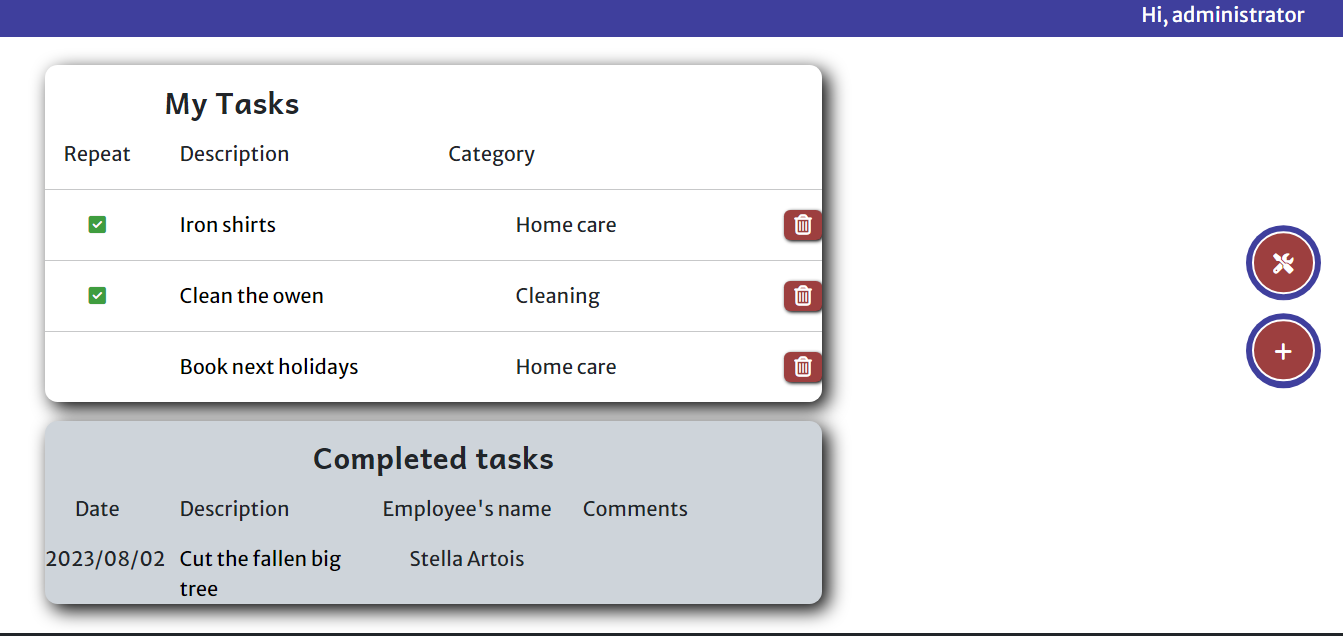 Hi, administrator
My Tasks
Repeat Description Category
Iron shirts Home care
Clean the owen Cleaning
Book next holidays Home care
Completed tasks
Date Description Employee's name Comments
2023/08/02 Cut the fallen big Stella Artois
tree